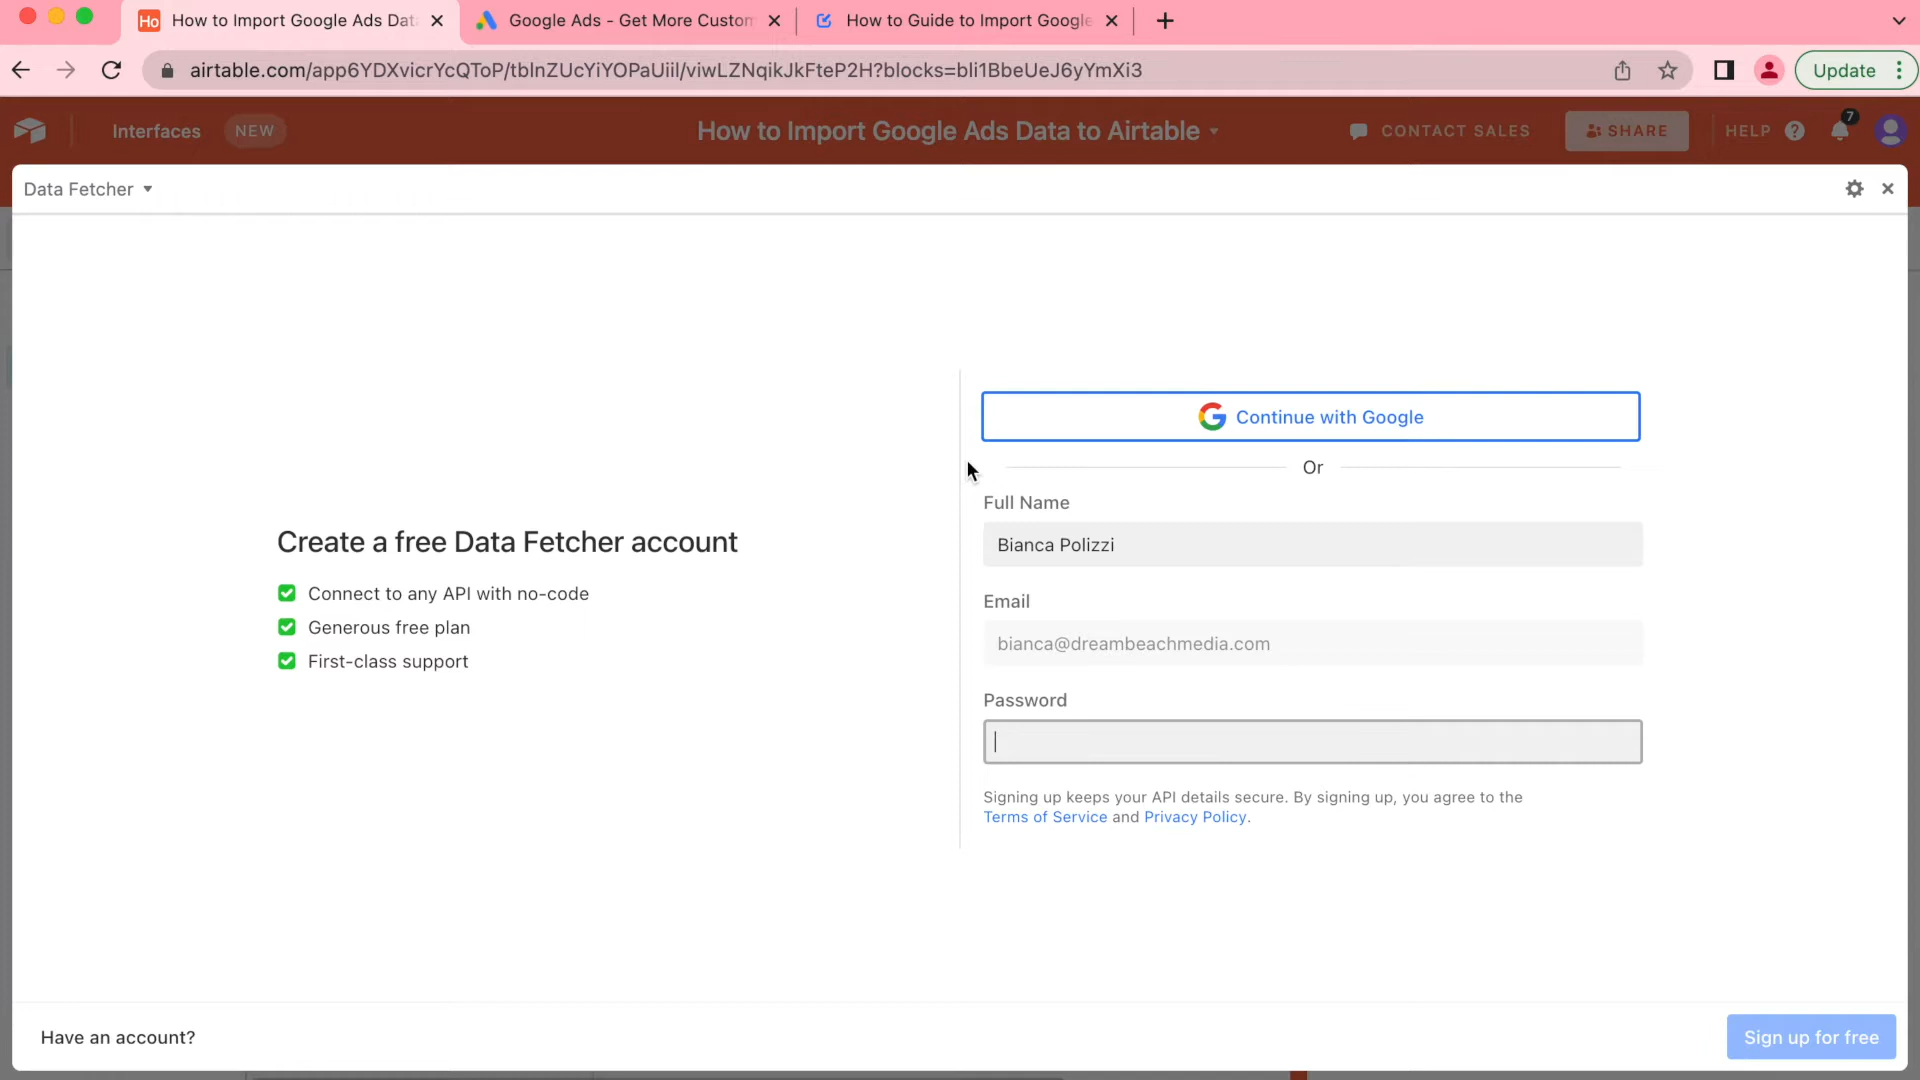 Ho How to Import Google Ads Dat
Google Ads - Get More Custom
How to Guide to Import Google
airtable.com/app6YDXvicrYcQToP/tblnZUcYiYOPaUiil/viwLZNqikJkFteP2H?blocks=bli1BbeUeJ6yYmXi3
Update
Interfaces
NEW
How to Import Google Ads Data to Airtable
CONTACT SALES
SHARE
HELP
7
Data Fetcher
Create a free Data Fetcher account
Connect to any API with no-code
Generous free plan
First-class support
Continue with Google
Or
Full Name
Bianca Polizzi
Email
bianca@dreambeachmedia.com
Password
Signing up keeps your API details secure. By signing up, you agree to the
Terms of Service and Privacy Policy.
Have an account?
Sign up for free